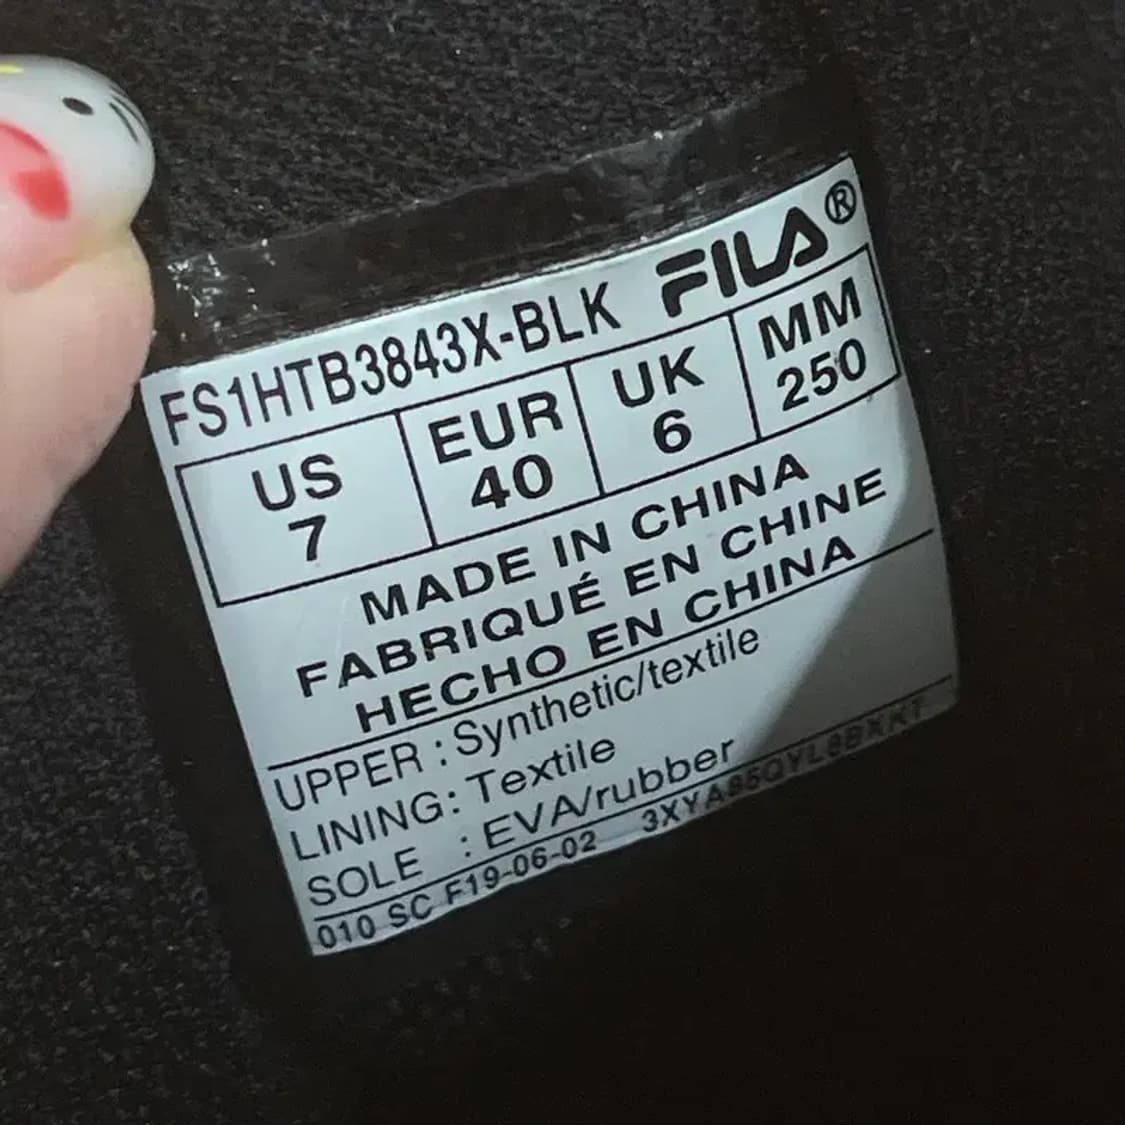 FS1HTB3843X-BLK FILA®
US EUR UK MM
7 40 6 250
MADE IN CHINA
FABRIQUÉ EN CHINE
HECHO EN CHINA
UPPER : Synthetic/textile
LINING: Textile
SOLE : EVA/rubber
010 SC F19-06-02